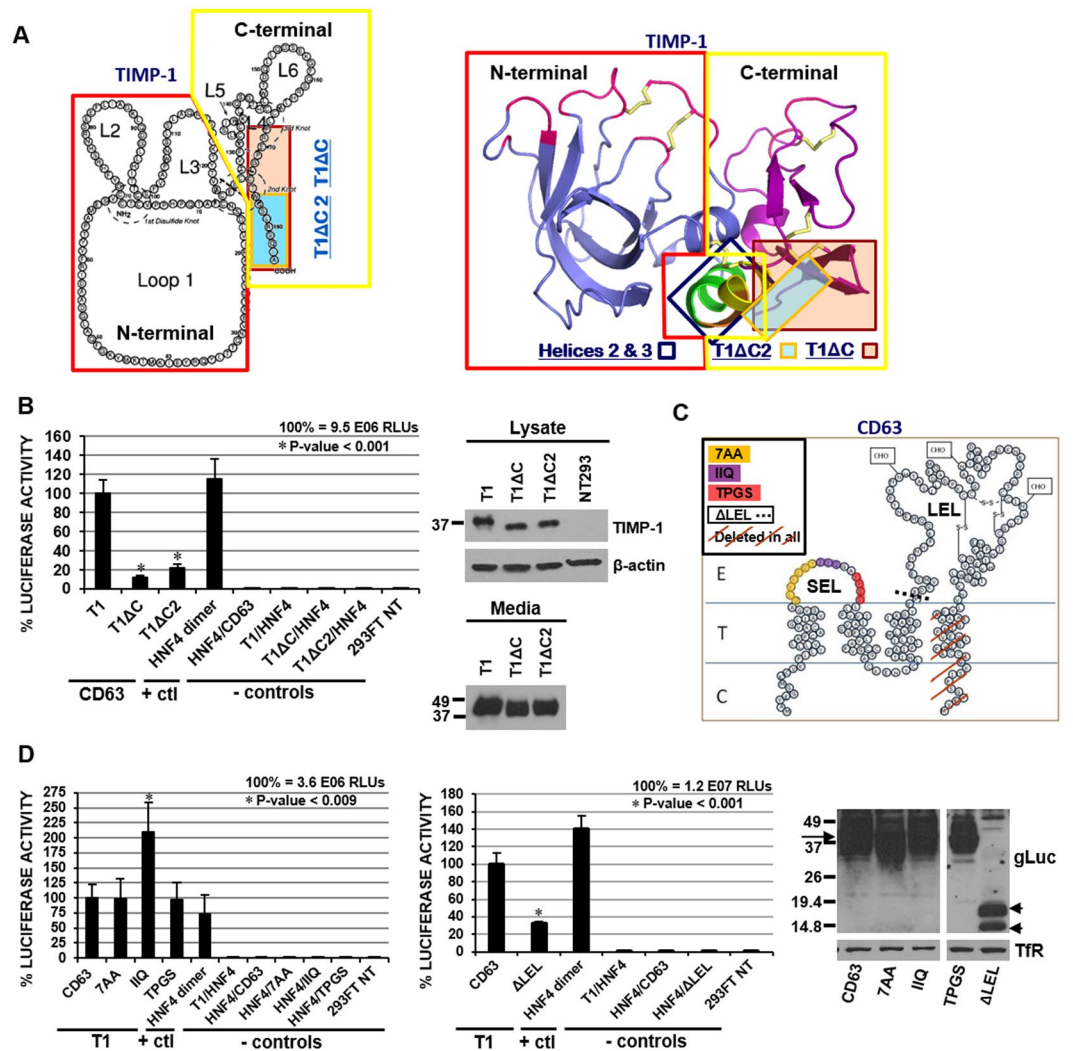 A
TIMP-1
C-terminal
L6
L5
L4
L2
L3
3rd Knot
2nd Knot
NH2
1st Disulfide Knot
COOH
T1ΔC 2 T1ΔC
Loop 1
N-terminal
TIMP-1
N-terminal
C-terminal
Helices 2 & 3
T1ΔC2
T1ΔC
B
100% = 9.5 E06 RLUs
* P-value < 0.001
% LUCIFERASE ACTIVITY
160
140
120
100
80
60
40
20
0
*
*
T1
T1ΔC
T1ΔC2
HNF4 dimer
HNF4/CD63
T1/HNF4
T1ΔC/HNF4
T1ΔC2/HNF4
293FT NT
CD63
+ ctl
- controls
Lysate
T1
T1ΔC
T1ΔC2
NT293
37
TIMP-1
β-actin
Media
T1
T1ΔC
T1ΔC2
49
37
C
CD63
7AA
IIQ
TPGS
ΔLEL
Deleted in all
CHO
CHO
CHO
LEL
S-S
S-S
S-S
SEL
E
T
C
D
100% = 3.6 E06 RLUs
* P-value < 0.009
% LUCIFERASE ACTIVITY
275
250
225
200
175
150
125
100
75
50
25
0
*
CD63
7AA
IIQ
TPGS
HNF4 dimer
T1/HNF4
HNF4/CD63
HNF4/7AA
HNF4/IIQ
HNF4/TPGS
293FT NT
T1
+ ctl
- controls
100% = 1.2 E07 RLUs
* P-value < 0.001
% LUCIFERASE ACTIVITY
160
140
120
100
80
60
40
20
0
*
CD63
ΔLEL
HNF4 dimer
T1/HNF4
HNF4/CD63
HNF4/ΔLEL
293FT NT
T1
+ ctl
- controls
49
37
26
19.4
14.8
gLuc
TfR
CD63
7AA
IIQ
TPGS
ΔLEL